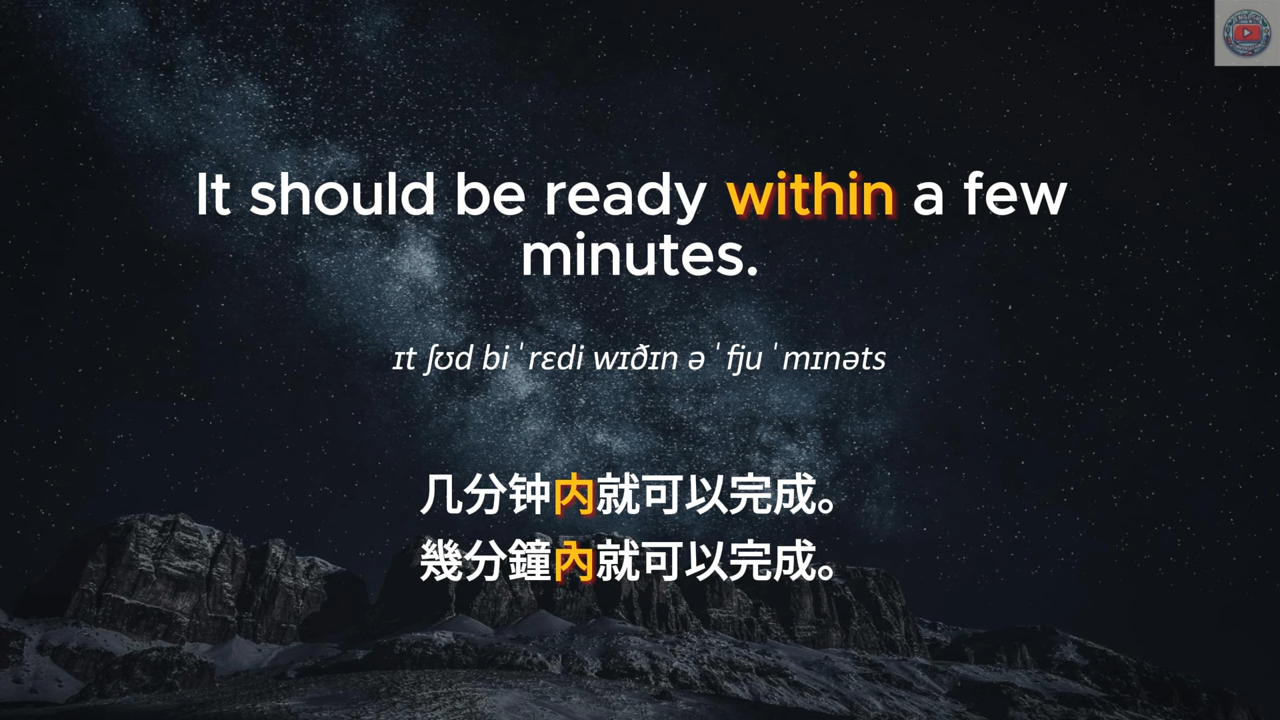 It should be ready within a few
minutes.
ɪt ʃʊd bi ˈrɛdi wɪðɪn ə ˈfju ˈmɪnəts
几分钟内就可以完成。
幾分鐘內就可以完成。